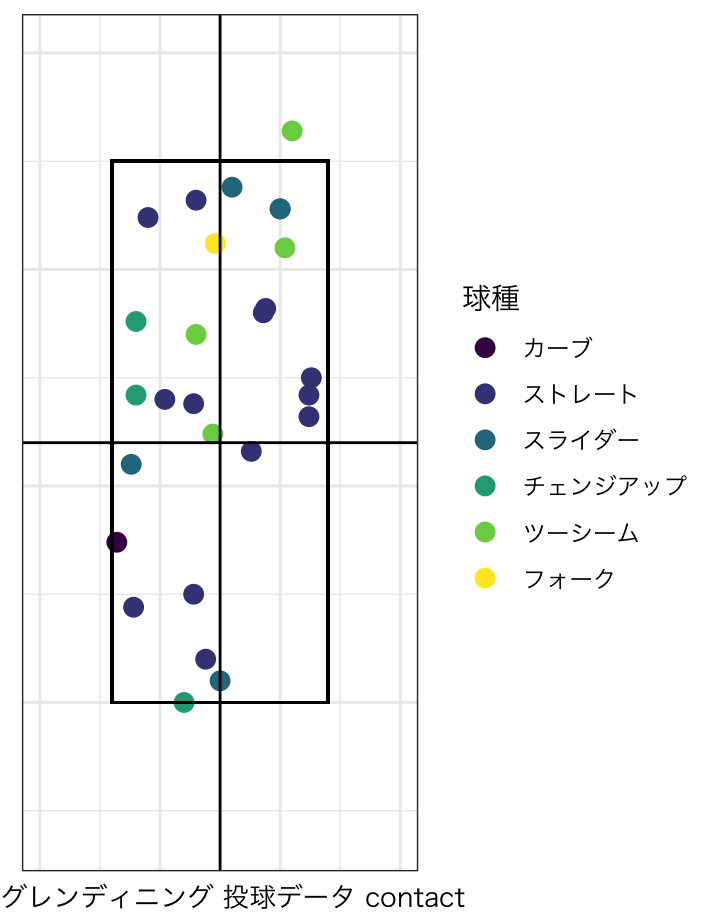 球種
カーブ
ストレート
スライダー
チェンジアップ
ツーシーム
フォーク
グレンディニング 投球データ contact